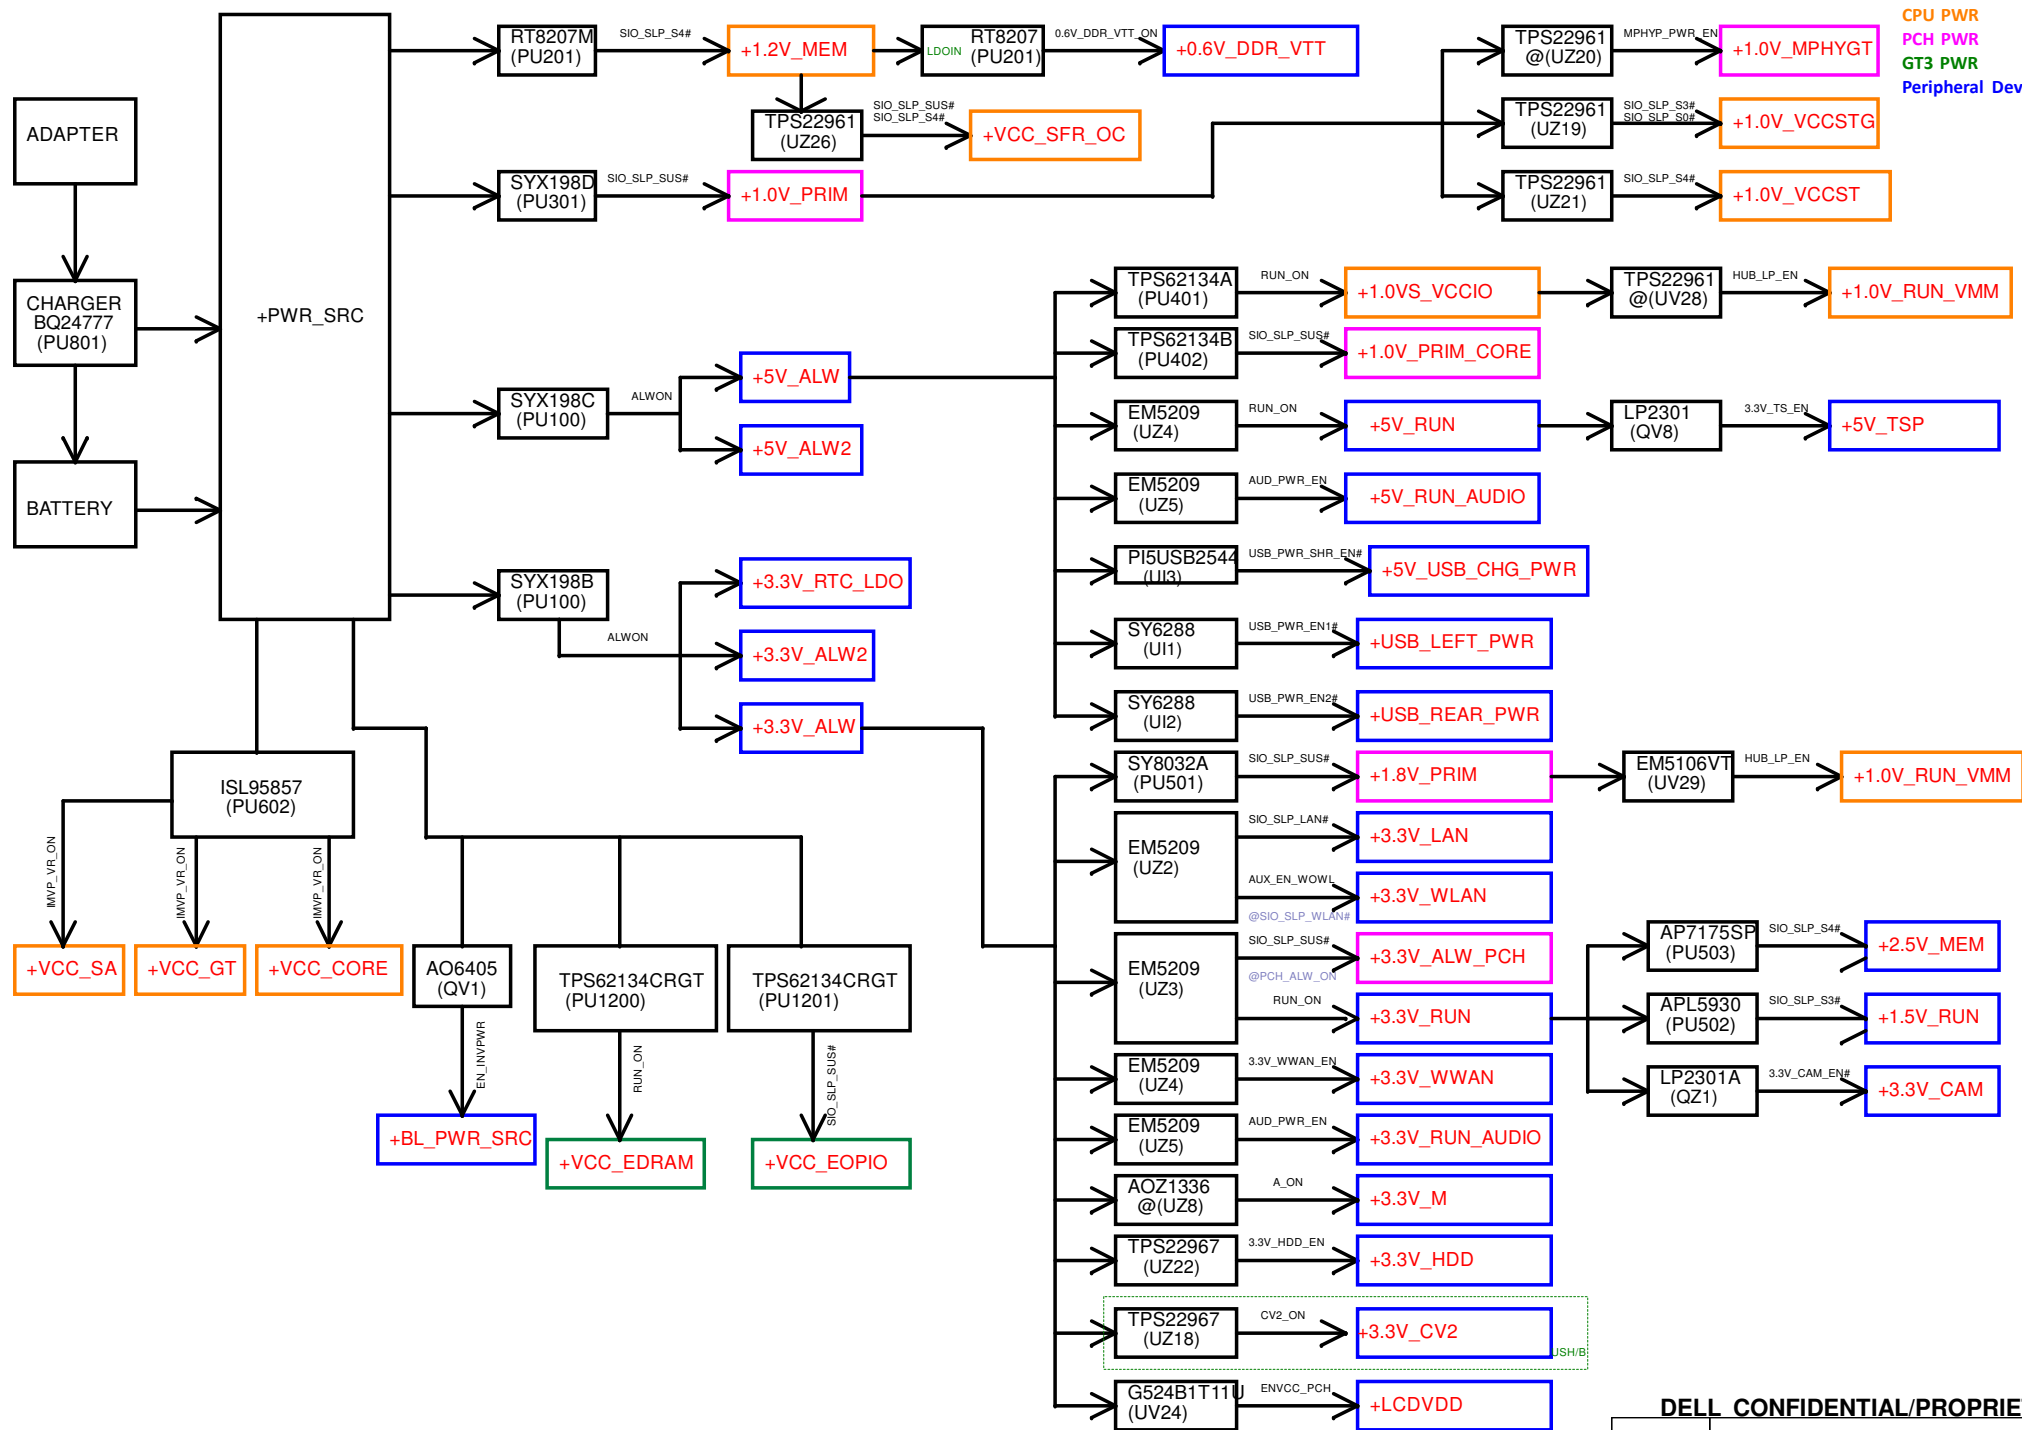 CPU PWR
PCH PWR
GT3 PWR
Peripheral Dev
RT8207M
(PU201)
SIO_SLP_S4#
+1.2V_MEM
LDOIN
RT8207
(PU201)
0.6V_DDR_VTT_ON
+0.6V_DDR_VTT
TPS22961
@(UZ20)
MPHYP_PWR_EN
+1.0V_MPHYGT
TPS22961
(UZ26)
SIO_SLP_SUS#
SIO_SLP_S4#
+VCC_SFR_OC
TPS22961
(UZ19)
SIO_SLP_S3#
SIO_SLP_S0#
+1.0V_VCCSTG
ADAPTER
SYX198D
(PU301)
SIO_SLP_SUS#
+1.0V_PRIM
TPS22961
(UZ21)
SIO_SLP_S4#
+1.0V_VCCST
CHARGER
BQ24777
(PU801)
+PWR_SRC
BATTERY
TPS62134A
(PU401)
RUN_ON
+1.0VS_VCCIO
TPS22961
@(UV28)
HUB_LP_EN
+1.0V_RUN_VMM
TPS62134B
(PU402)
SIO_SLP_SUS#
+1.0V_PRIM_CORE
SYX198C
(PU100)
ALWON
+5V_ALW
+5V_ALW2
EM5209
(UZ4)
RUN_ON
+5V_RUN
LP2301
(QV8)
3.3V_TS_EN
+5V_TSP
EM5209
(UZ5)
AUD_PWR_EN
+5V_RUN_AUDIO
PI5USB2544
(UI3)
USB_PWR_SHR_EN#
+5V_USB_CHG_PWR
SYX198B
(PU100)
ALWON
+3.3V_RTC_LDO
+3.3V_ALW2
+3.3V_ALW
SY6288
(UI1)
USB_PWR_EN1#
+USB_LEFT_PWR
SY6288
(UI2)
USB_PWR_EN2#
+USB_REAR_PWR
SY8032A
(PU501)
SIO_SLP_SUS#
+1.8V_PRIM
EM5106VT
(UV29)
HUB_LP_EN
+1.0V_RUN_VMM
ISL95857
(PU602)
IMVP_VR_ON
IMVP_VR_ON
IMVP_VR_ON
+VCC_SA
+VCC_GT
+VCC_CORE
EM5209
(UZ2)
SIO_SLP_LAN#
+3.3V_LAN
AUX_EN_WOWL
+3.3V_WLAN
@SIO_SLP_WLAN#
EM5209
(UZ3)
SIO_SLP_SUS#
+3.3V_ALW_PCH
@PCH_ALW_ON
RUN_ON
+3.3V_RUN
AP7175SP
(PU503)
SIO_SLP_S4#
+2.5V_MEM
APL5930
(PU502)
SIO_SLP_S3#
+1.5V_RUN
LP2301A
(QZ1)
3.3V_CAM_EN#
+3.3V_CAM
AO6405
(QV1)
EN_INVPWR
+BL_PWR_SRC
TPS62134CRGT
(PU1200)
RUN_ON
+VCC_EDRAM
TPS62134CRGT
(PU1201)
SIO_SLP_SUS#
+VCC_EOPIO
EM5209
(UZ4)
3.3V_WWAN_EN
+3.3V_WWAN
EM5209
(UZ5)
AUD_PWR_EN
+3.3V_RUN_AUDIO
AOZ1336
@(UZ8)
A_ON
+3.3V_M
TPS22967
(UZ22)
3.3V_HDD_EN
+3.3V_HDD
TPS22967
(UZ18)
CV2_ON
+3.3V_CV2
USH/B
G524B1T11U
(UV24)
ENVCC_PCH
+LCDVDD
DELL CONFIDENTIAL/PROPRIE